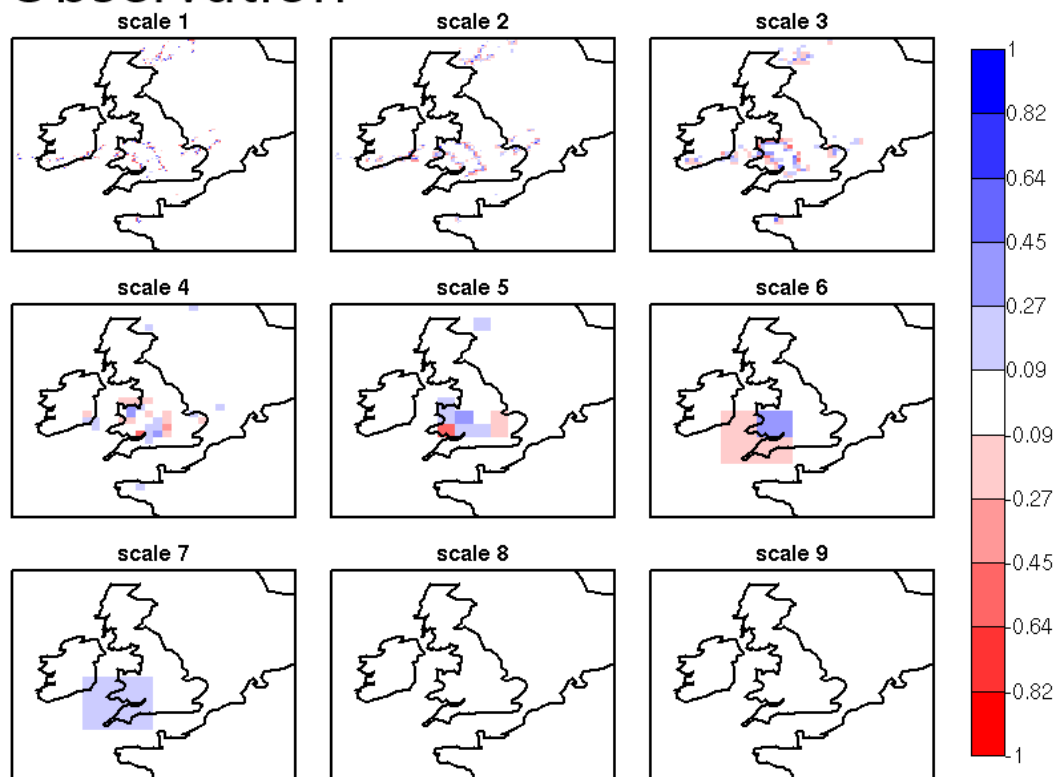 Observation
scale 1
scale 2
scale 3
scale 4
scale 5
scale 6
scale 7
scale 8
scale 9
1
0.82
0.64
0.45
0.27
0.09
-0.09
-0.27
-0.45
-0.64
-0.82
-1